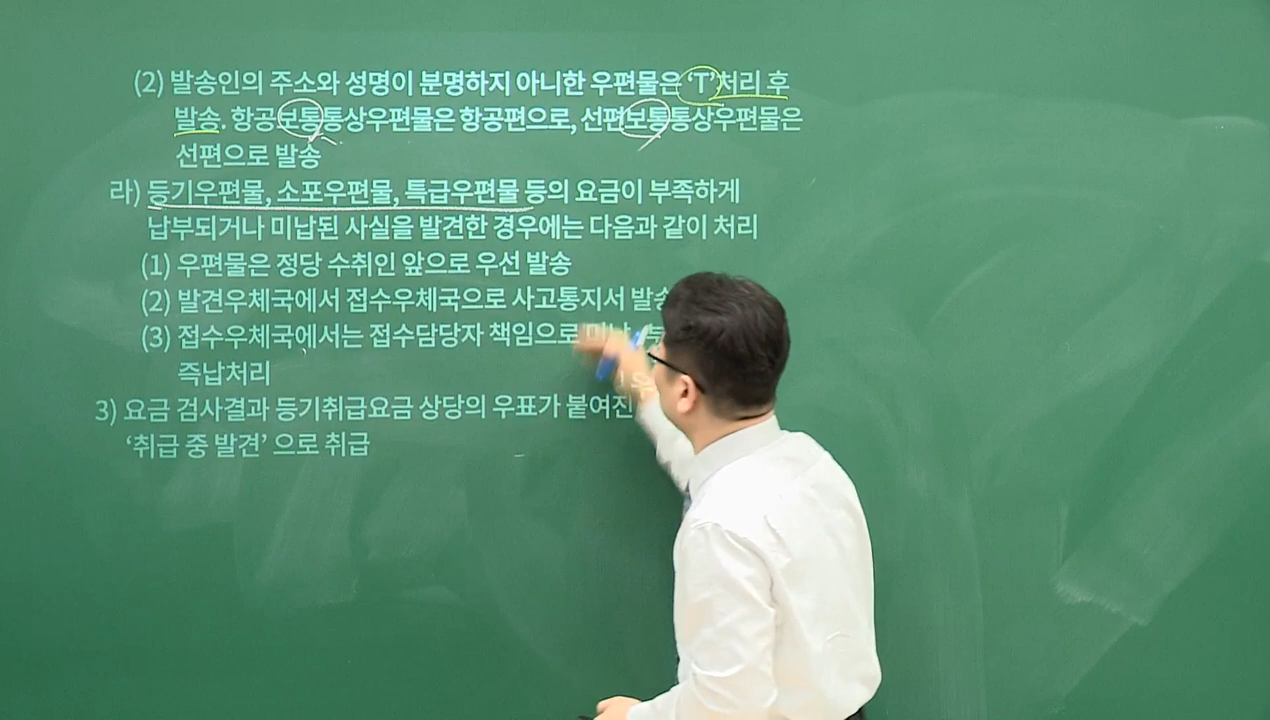 (2) 발송인의 주소와 성명이 분명하지 아니한 우편물은 ‘T’처리 후
발송. 항공보통통상우편물은 항공편으로, 선편보통통상우편물은
선편으로 발송
라) 등기우편물, 소포우편물, 특급우편물 등의 요금이 부족하게
납부되거나 미납된 사실을 발견한 경우에는 다음과 같이 처리
(1) 우편물은 정당 수취인 앞으로 우선 발송
(2) 발견우체국에서 접수우체국으로 사고통지서 발송
(3) 접수우체국에서는 접수담당자 책임으로
즉납처리
3) 요금 검사결과 등기취급요금 상당의 우표가 붙여진
‘취급 중 발견’ 으로 취급